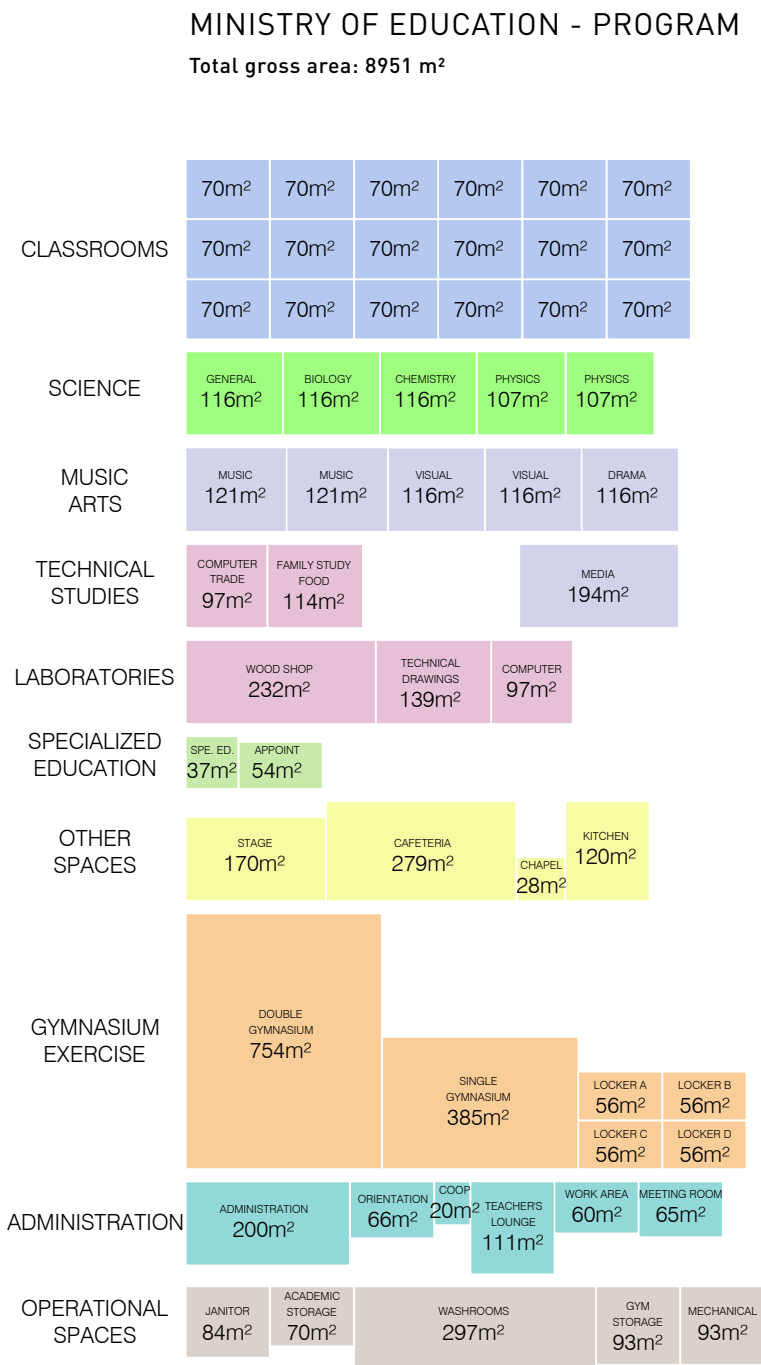 MINISTRY OF EDUCATION - PROGRAM
Total gross area: 8951 m²
CLASSROOMS
70m² 70m² 70m² 70m² 70m² 70m²
70m² 70m² 70m² 70m² 70m² 70m²
70m² 70m² 70m² 70m² 70m² 70m²
SCIENCE
GENERAL
116m²
BIOLOGY
116m²
CHEMISTRY
116m²
PHYSICS
107m²
PHYSICS
107m²
MUSIC
ARTS
MUSIC
121m²
MUSIC
121m²
VISUAL
116m²
VISUAL
116m²
DRAMA
116m²
TECHNICAL
STUDIES
COMPUTER
TRADE
97m²
FAMILY STUDY
FOOD
114m²
MEDIA
194m²
LABORATORIES
WOOD SHOP
232m²
TECHNICAL
DRAWINGS
139m²
COMPUTER
97m²
SPECIALIZED
EDUCATION
SPE. ED.
37m²
APPOINT
54m²
OTHER
SPACES
STAGE
170m²
CAFETERIA
279m²
CHAPEL
28m²
KITCHEN
120m²
GYMNASIUM
EXERCISE
DOUBLE
GYMNASIUM
754m²
SINGLE
GYMNASIUM
385m²
LOCKER A
56m²
LOCKER B
56m²
LOCKER C
56m²
LOCKER D
56m²
ADMINISTRATION
ADMINISTRATION
200m²
ORIENTATION
66m²
COOP
20m²
TEACHER'S
LOUNGE
111m²
WORK AREA
60m²
MEETING ROOM
65m²
OPERATIONAL
SPACES
JANITOR
84m²
ACADEMIC
STORAGE
70m²
WASHROOMS
297m²
GYM
STORAGE
93m²
MECHANICAL
93m²